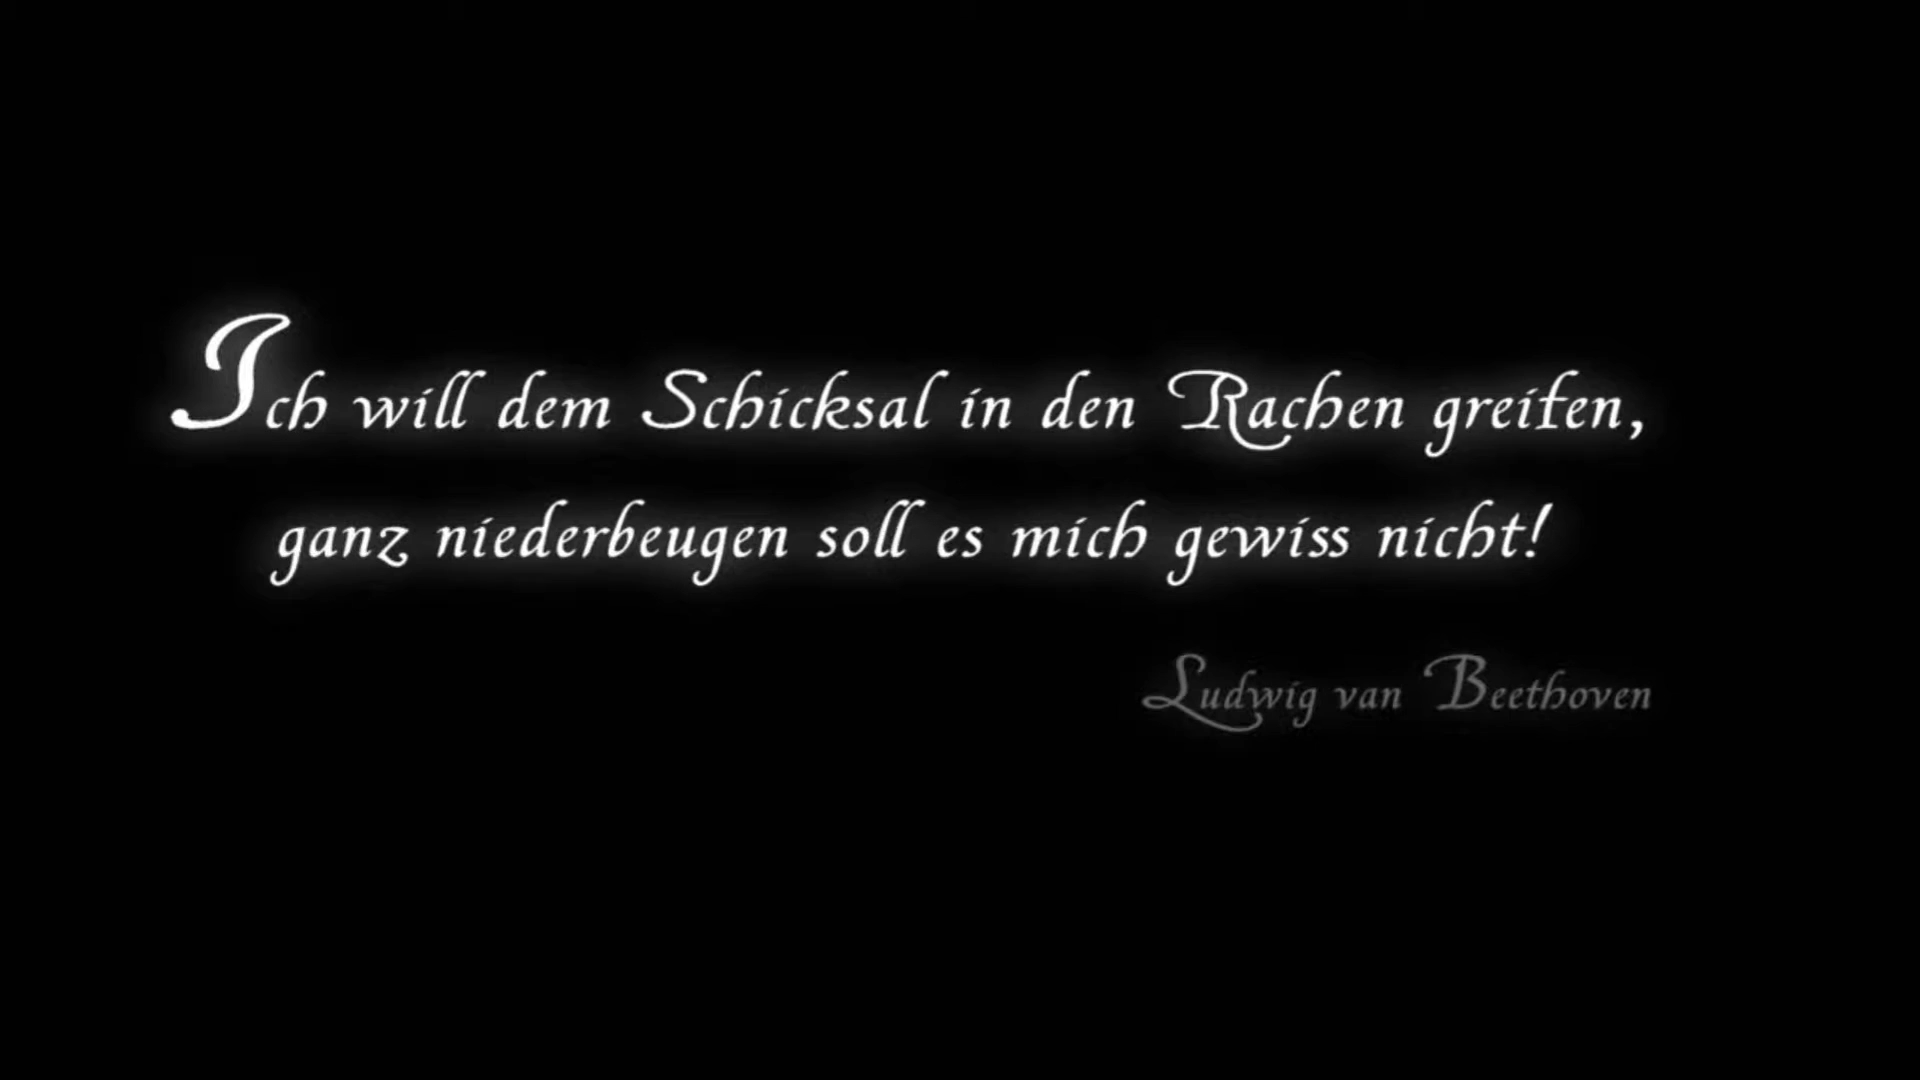 Ich will dem Schicksal in den Rachen greifen,
ganz niederbeugen soll es mich gewiss nicht!
Ludwig van Beethoven